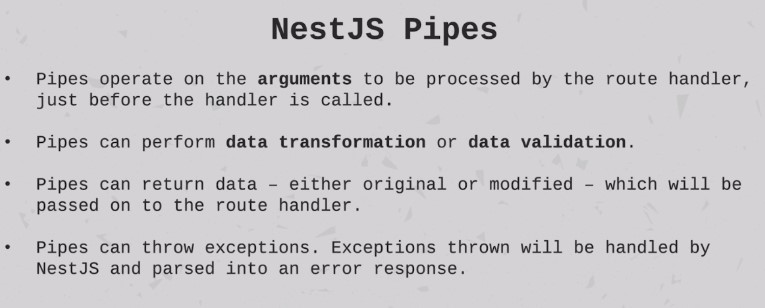 NestJS Pipes
• Pipes operate on the arguments to be processed by the route handler,
just before the handler is called.
• Pipes can perform data transformation or data validation.
• Pipes can return data – either original or modified – which will be
passed on to the route handler.
• Pipes can throw exceptions. Exceptions thrown will be handled by
NestJS and parsed into an error response.